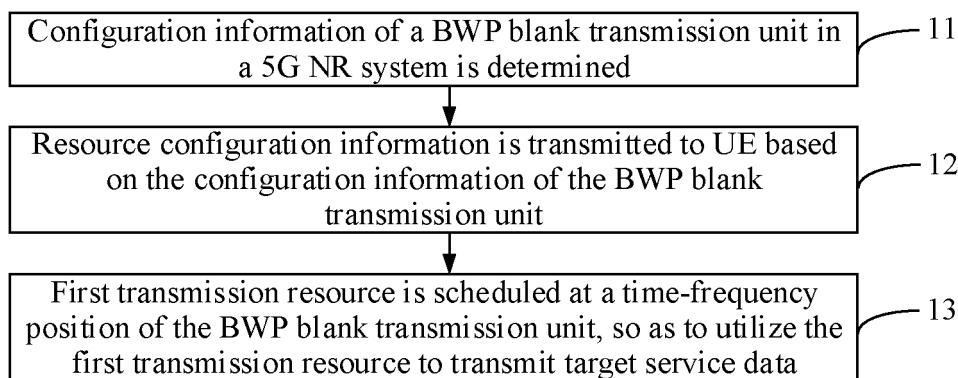 Configuration information of a BWP blank transmission unit in
a 5G NR system is determined
11
Resource configuration information is transmitted to UE based
on the configuration information of the BWP blank
transmission unit
12
First transmission resource is scheduled at a time-frequency
position of the BWP blank transmission unit, so as to utilize the
first transmission resource to transmit target service data
13